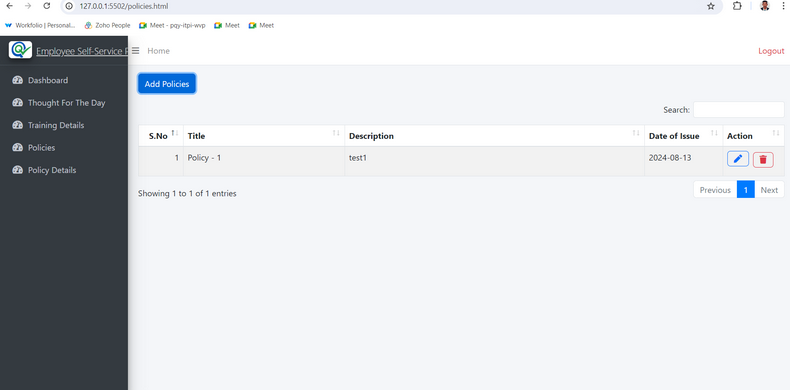 127.0.0.1:5502/policies.html
Workfolio | Personal... Zoho People Meet - pqy-itpi-wvp Meet Meet
Employee Self-Service Home Logout
Dashboard
Thought For The Day
Training Details
Policies
Policy Details
Add Policies
Search:
S.No Title Description Date of Issue Action
1 Policy - 1 test1 2024-08-13
Showing 1 to 1 of 1 entries
Previous 1 Next